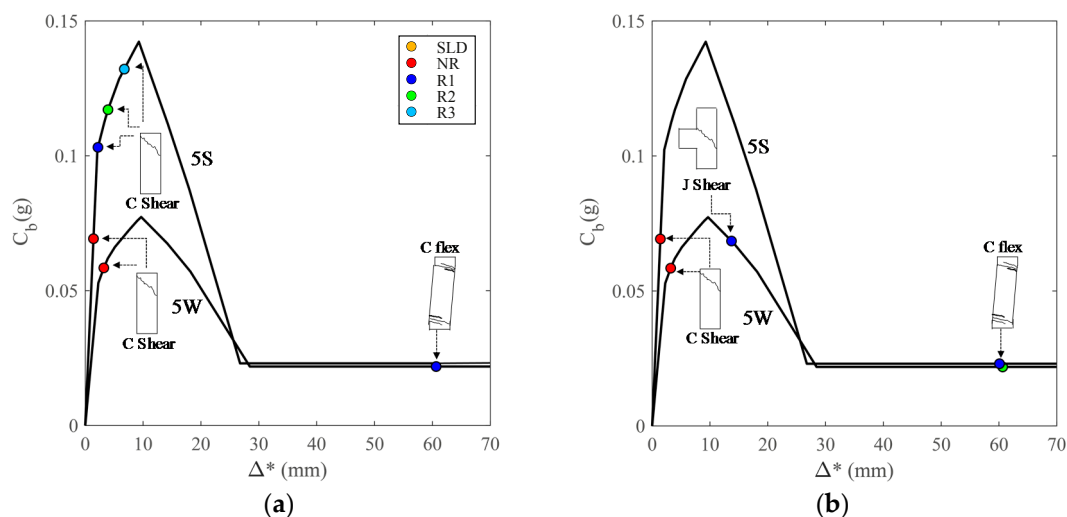 0.15
SLD
NR
R1
R2
R3
0.1
5S
C Shear
C_b(g)
C flex
0.05
5W
C Shear
0
0 10 20 30 40 50 60 70
Δ* (mm)
(a)
0.15
0.1
5S
J Shear
C_b(g)
C flex
0.05
5W
C Shear
0
0 10 20 30 40 50 60 70
Δ* (mm)
(b)